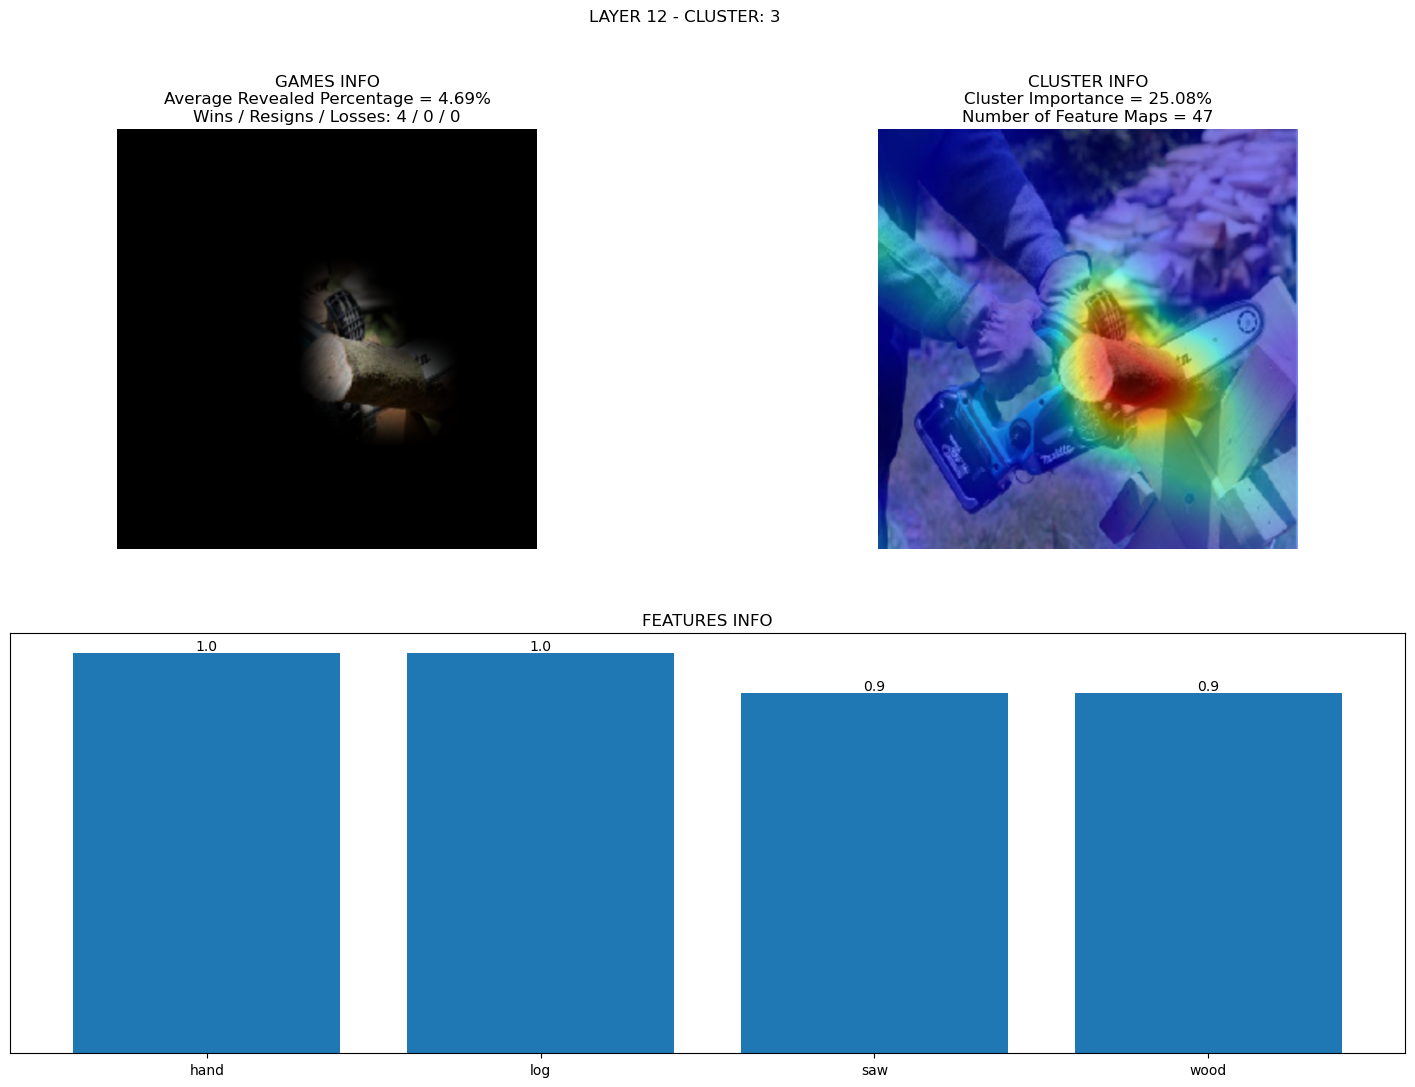 LAYER 12 - CLUSTER: 3
GAMES INFO
Average Revealed Percentage = 4.69%
Wins / Resigns / Losses: 4 / 0 / 0
CLUSTER INFO
Cluster Importance = 25.08%
Number of Feature Maps = 47
FEATURES INFO
1.0
1.0
0.9
0.9
hand
log
saw
wood